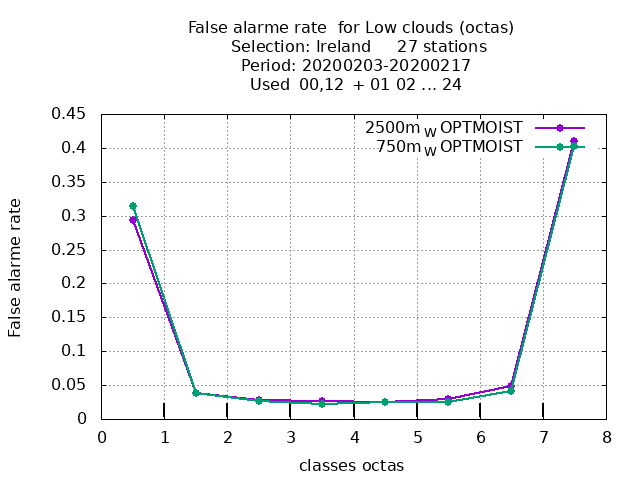 False alarme rate  for Low clouds (octas)
Selection: Ireland     27 stations
Period: 20200203-20200217
Used  00,12  + 01 02 ... 24
2500m_W OPTMOIST
750m_W OPTMOIST
0.45
0.4
0.35
0.3
0.25
0.2
0.15
0.1
0.05
0
False alarme rate
0 1 2 3 4 5 6 7 8
classes octas